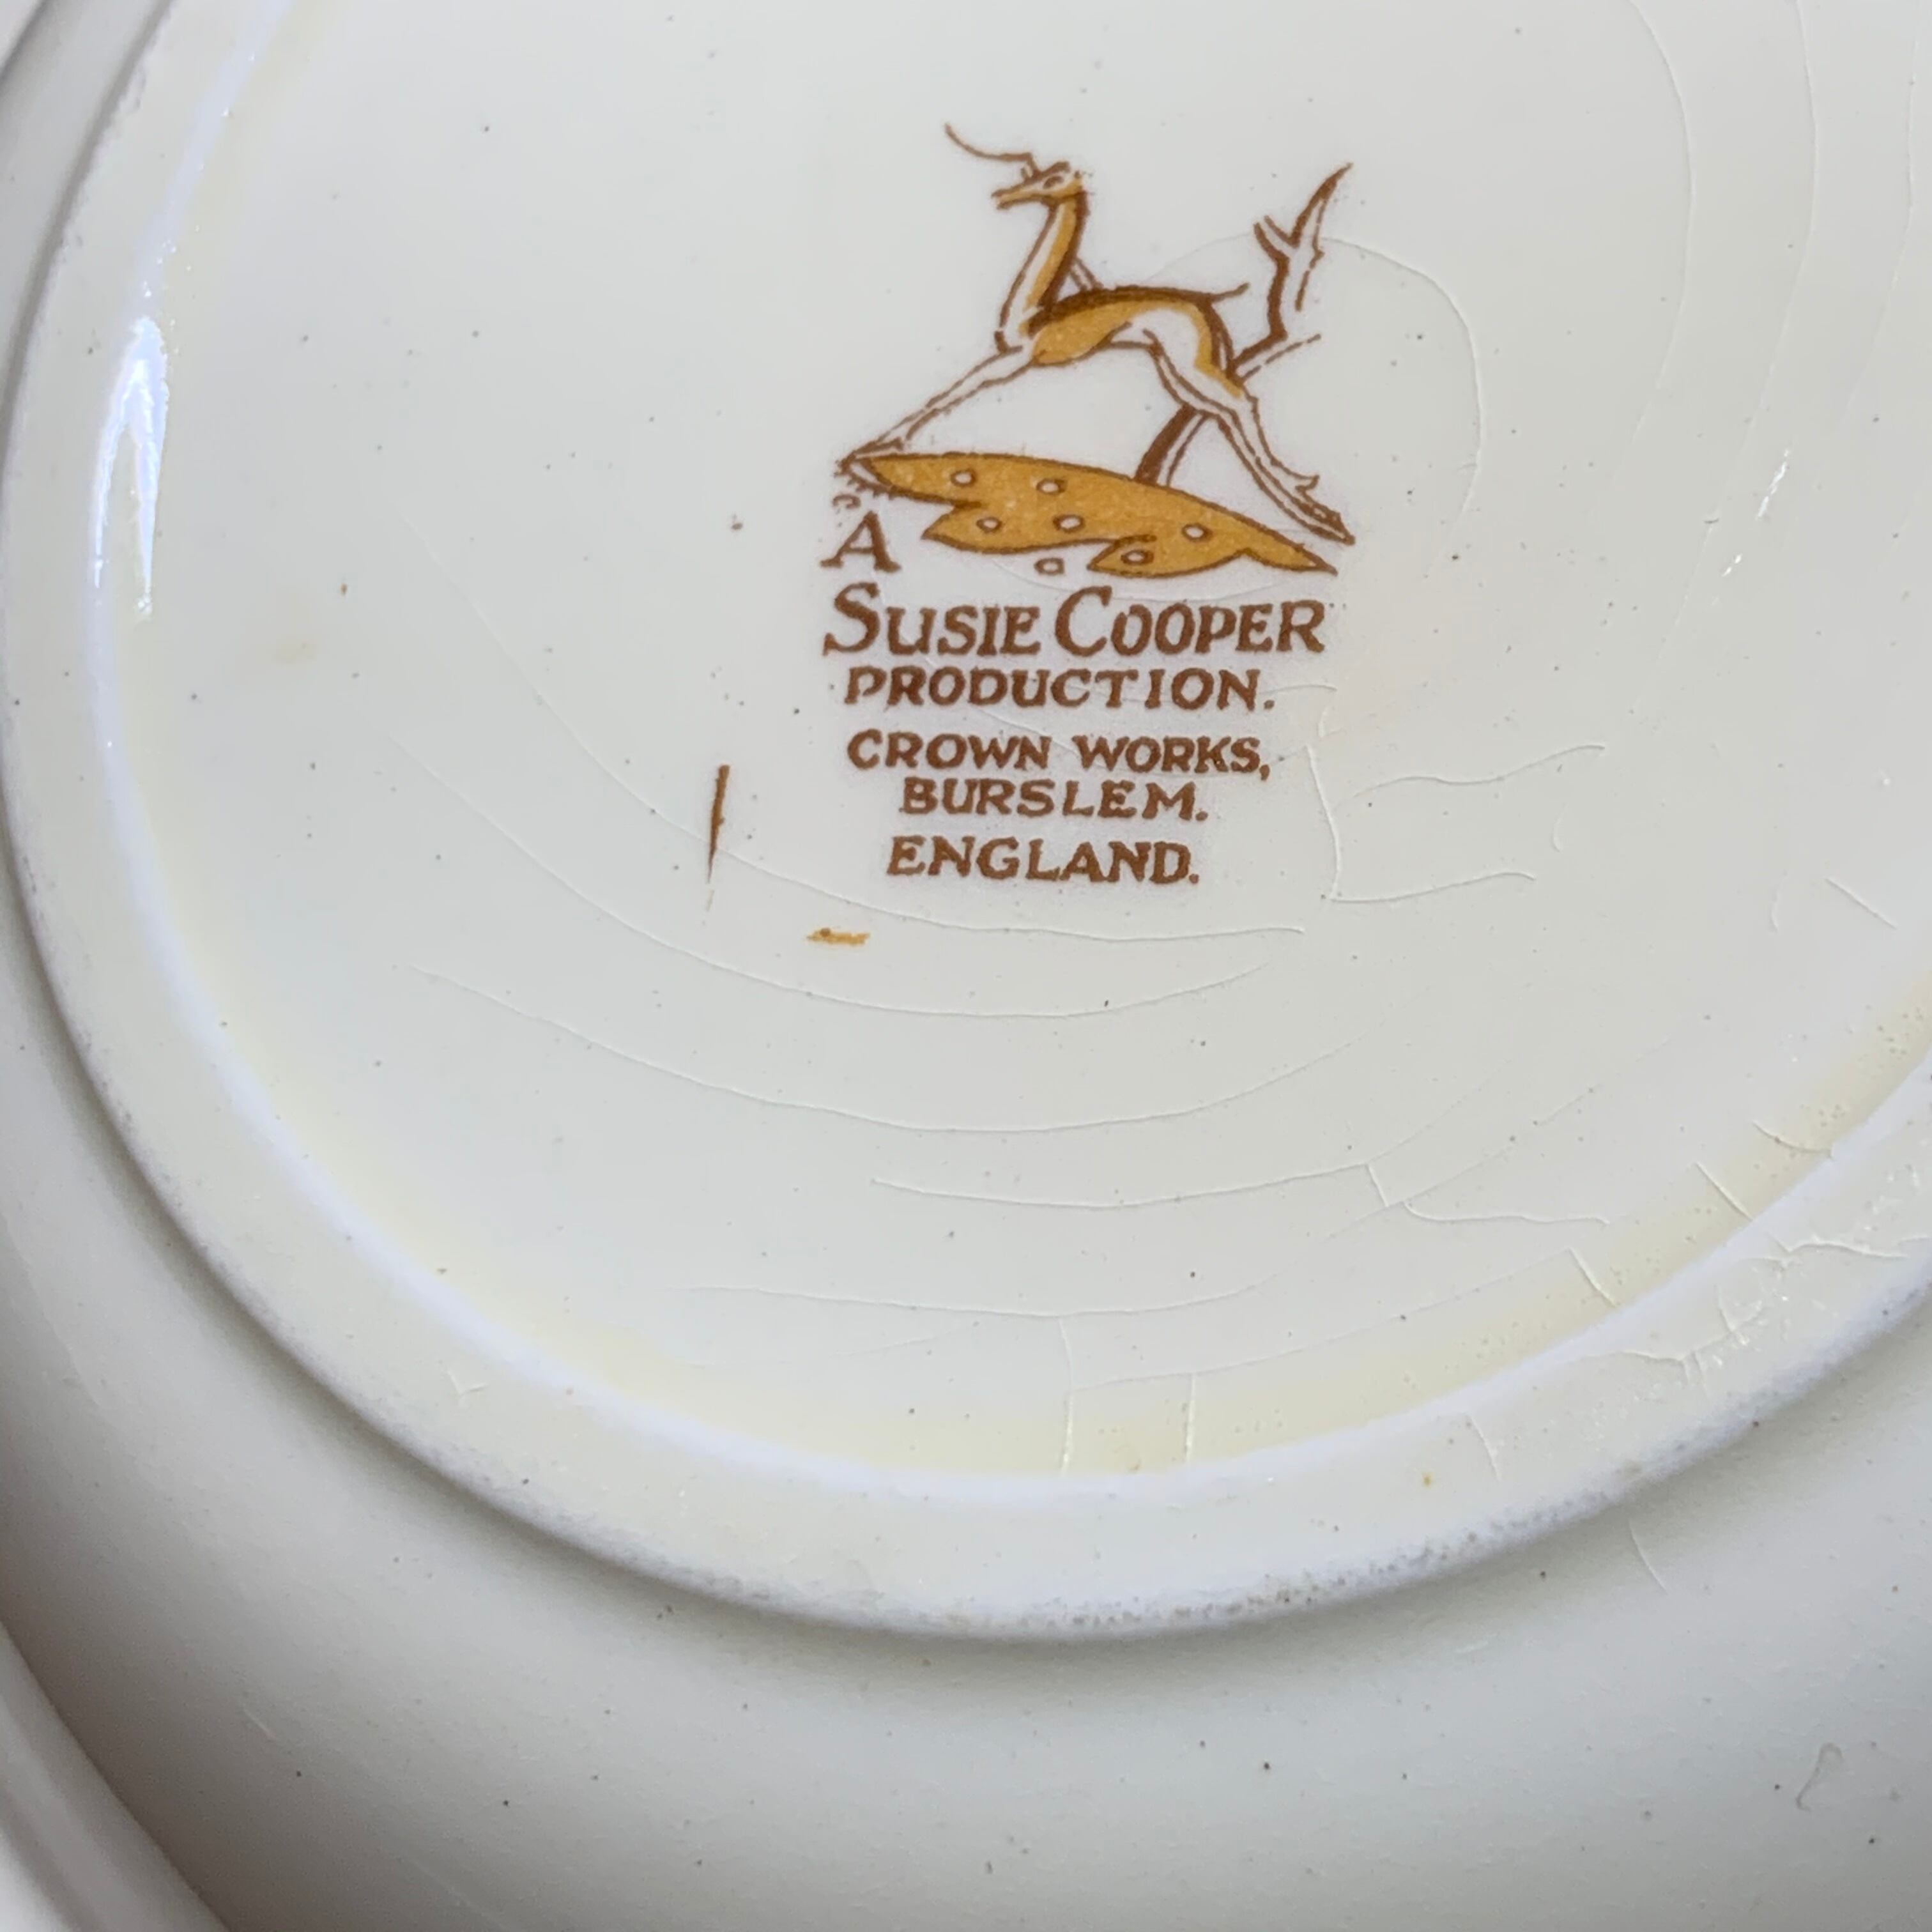 A
SUSIE COOPER
PRODUCTION.
CROWN WORKS,
BURSLEM.
ENGLAND.